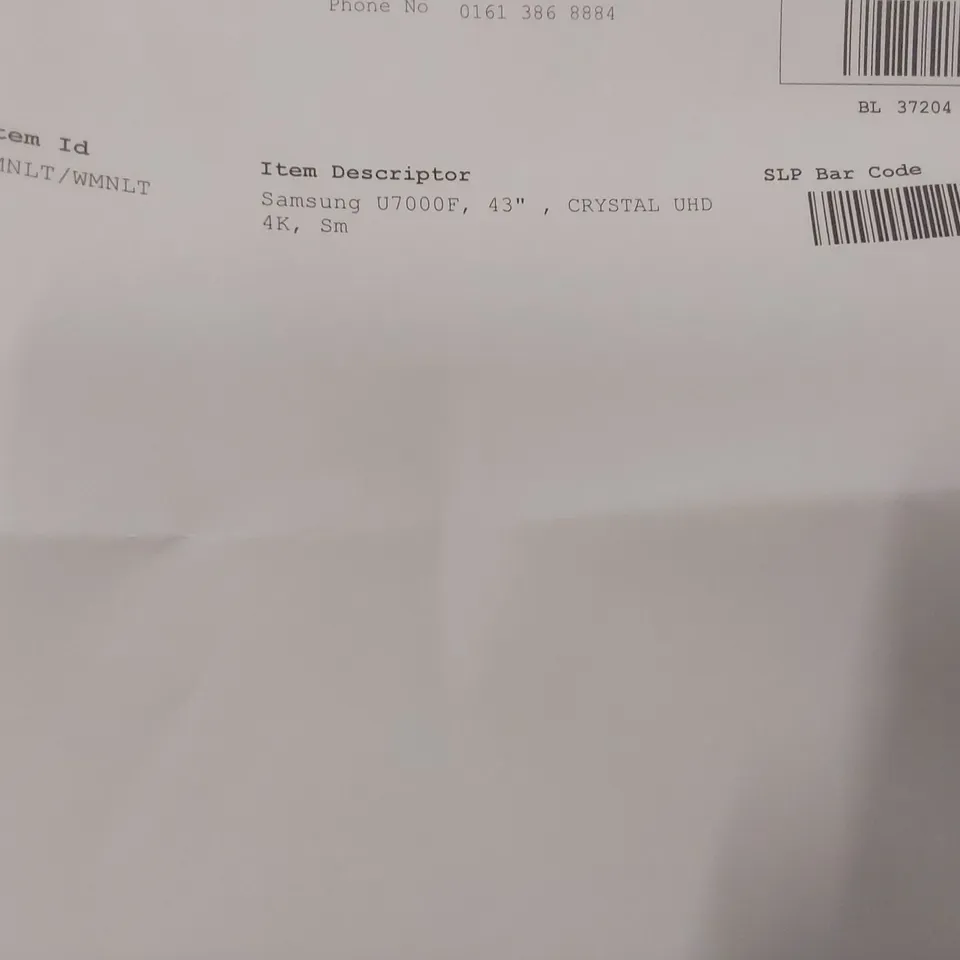 Phone No 0161 386 8884
BL 37204
tem Id
Item Descriptor
SLP Bar Code
MNLT/WMNLT
Samsung U7000F, 43" , CRYSTAL UHD
4K, Sm